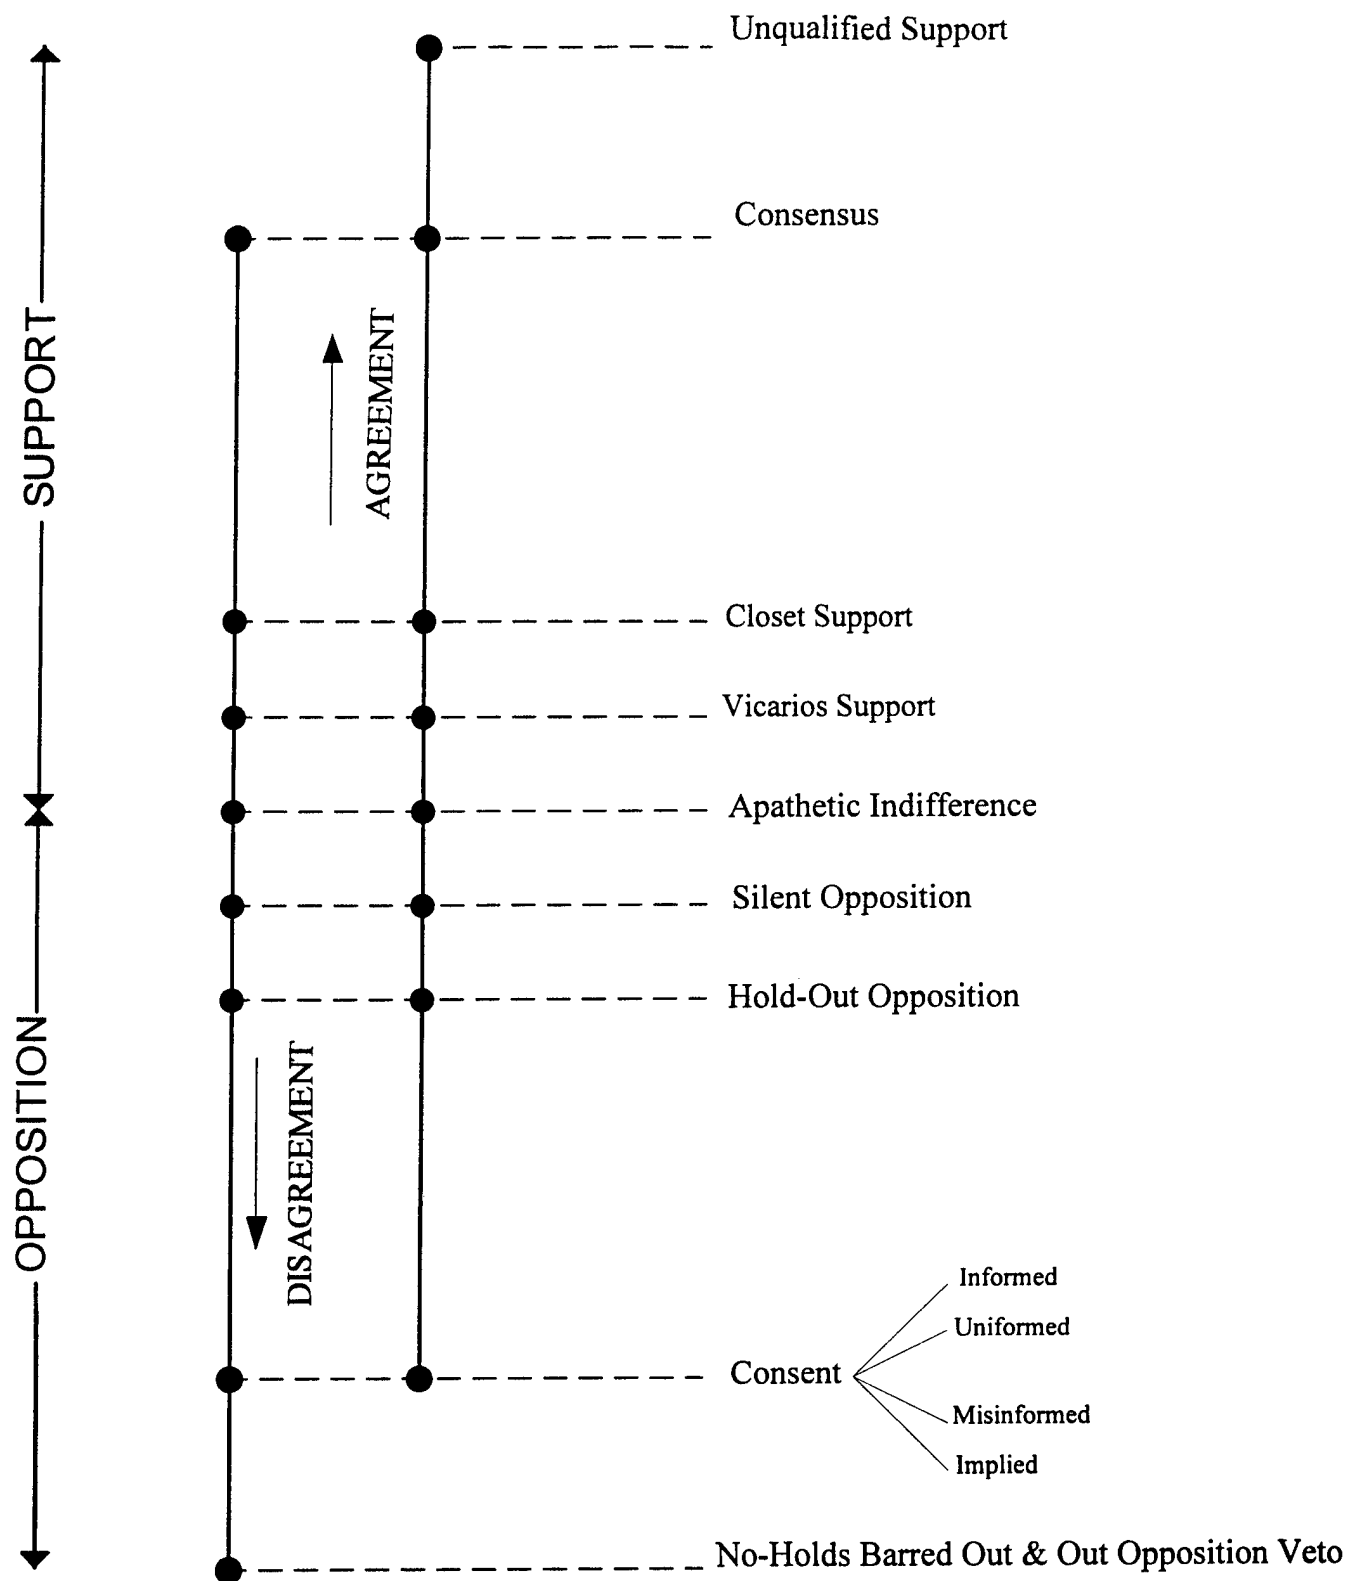 Unqualified Support
Consensus
SUPPORT
AGREEMENT
Closet Support
Vicarios Support
Apathetic Indifference
Silent Opposition
Hold-Out Opposition
OPPOSITION
DISAGREEMENT
Informed
Uniformed
Consent
Misinformed
Implied
No-Holds Barred Out & Out Opposition Veto